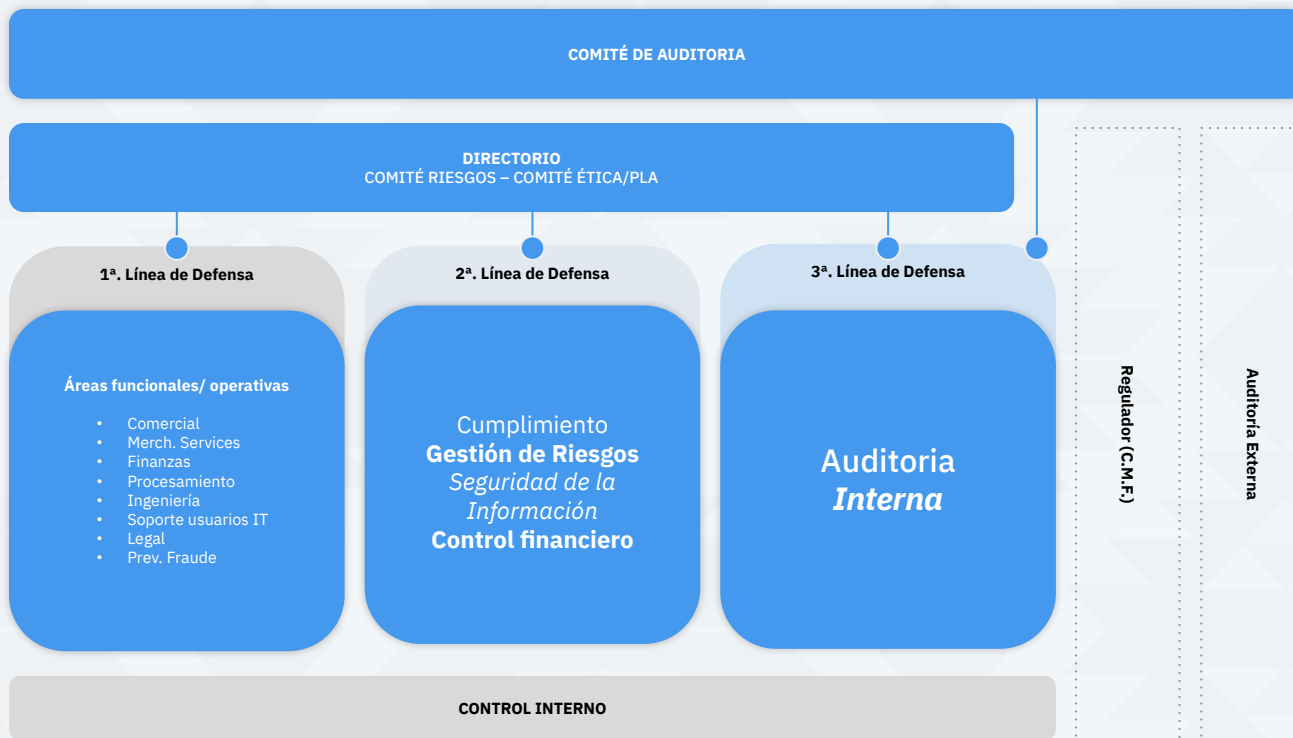 COMITÉ DE AUDITORIA
DIRECTORIO
COMITÉ RIESGOS – COMITÉ ÉTICA/PLA
1ª. Línea de Defensa
Áreas funcionales/ operativas
• Comercial
• Merch. Services
• Finanzas
• Procesamiento
• Ingeniería
• Soporte usuarios IT
• Legal
• Prev. Fraude
2ª. Línea de Defensa
Cumplimiento
Gestión de Riesgos
Seguridad de la
Información
Control financiero
3ª. Línea de Defensa
Auditoria
Interna
Regulador (C.M.F.)
Auditoría Externa
CONTROL INTERNO